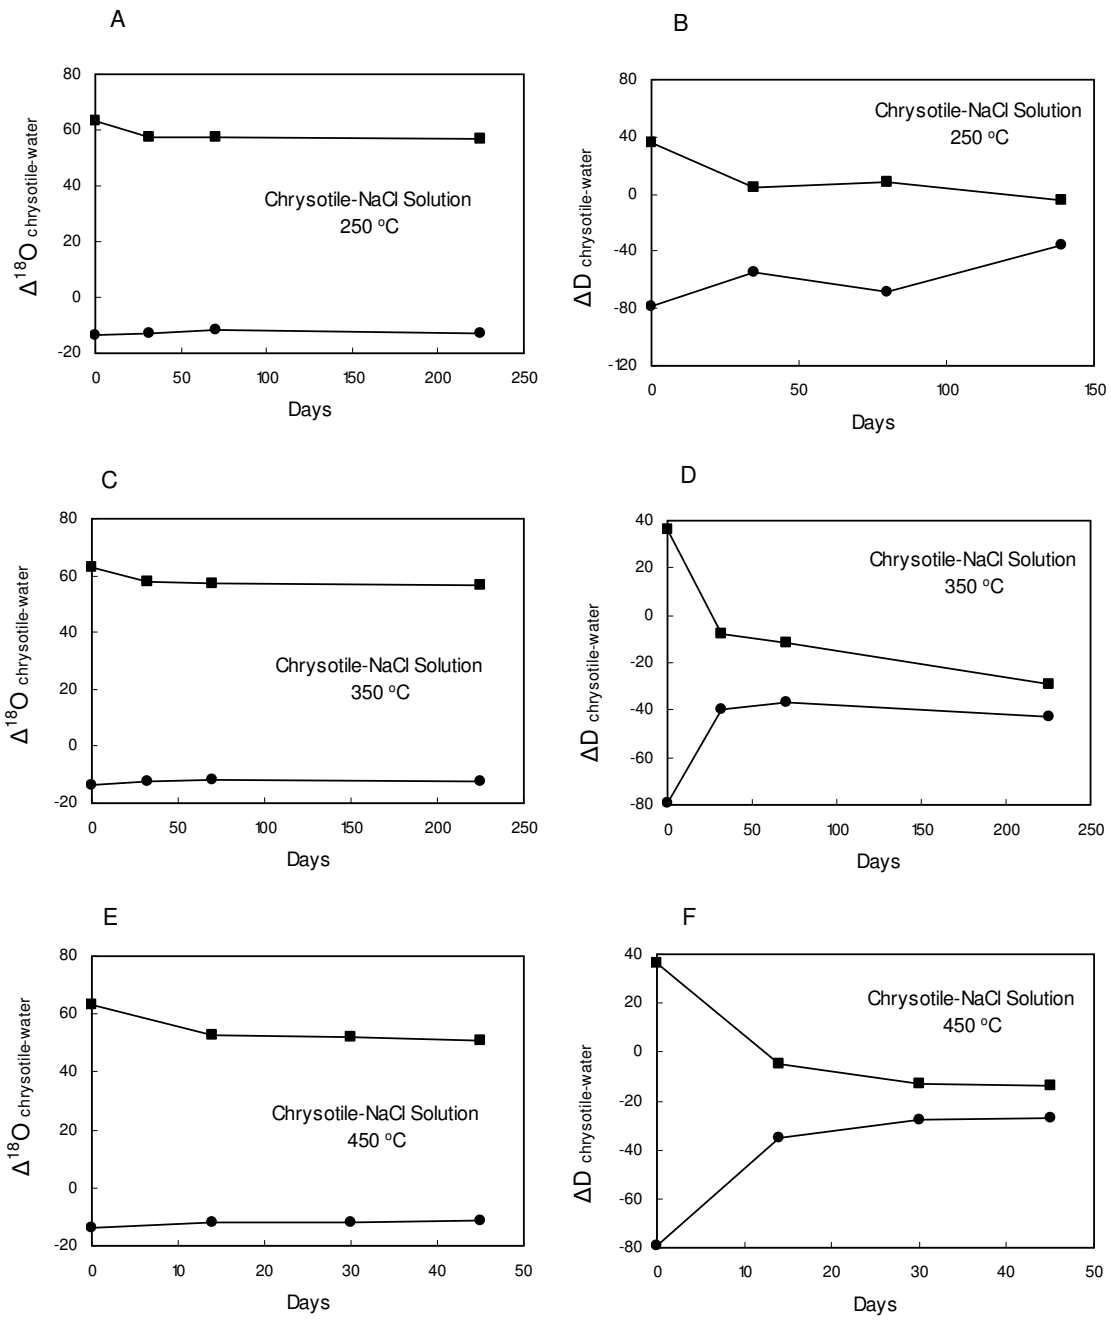 A
80
60
40
20
0
-20
Δ¹⁸O chrysotile-water
Chrysotile-NaCl Solution
250 ºC
0 50 100 150 200 250
Days
B
80
40
0
-40
-80
-120
ΔD chrysotile-water
Chrysotile-NaCl Solution
250 ºC
0 50 100 150
Days
C
80
60
40
20
0
-20
Δ¹⁸O chrysotile-water
Chrysotile-NaCl Solution
350 ºC
0 50 100 150 200 250
Days
D
40
20
0
-20
-40
-60
-80
ΔD chrysotile-water
Chrysotile-NaCl Solution
350 ºC
0 50 100 150 200 250
Days
E
80
60
40
20
0
-20
Δ¹⁸O chrysotile-water
Chrysotile-NaCl Solution
450 ºC
0 10 20 30 40 50
Days
F
40
20
0
-20
-40
-60
-80
ΔD chrysotile-water
Chrysotile-NaCl Solution
450 ºC
0 10 20 30 40 50
Days